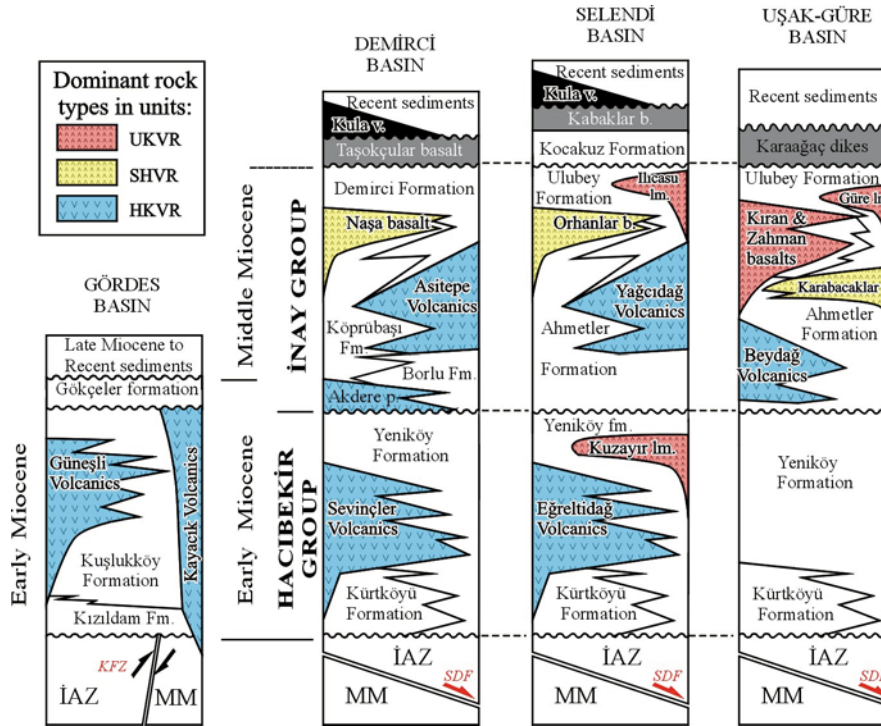 Dominant rock
types in units:
UKVR
SHVR
HKVR
GÖRDES
BASIN
Late Miocene to
Recent sediments
Gökçeler formation
Güneşli
Volcanics
Kayacık Volcanics
Kuşlukköy
Formation
Kızıldam Fm.
KFZ
İAZ
MM
Early Miocene
Middle Miocene
İNAY GROUP
Early Miocene
HACIBEKİR
GROUP
DEMIRCI
BASIN
Recent sediments
Kula v.
Taşokçular basalt
Demirci Formation
Naşa basalt
Asitepe
Volcanics
Köprübaşı
Fm.
Borlu Fm.
Akdere p.
Yeniköy
Formation
Sevinçler
Volcanics
Kürtköyü
Formation
İAZ
SDF
MM
SELENDİ
BASIN
Recent
sediments
Kula v.
Kabaklar b.
Kocakuz Formation
Ulubey
Formation
Ilıcasu
lm.
Orhanlar b.
Yağcıdağ
Volcanics
Ahmetler
Formation
Yeniköy fm.
Kuzayır lm.
Eğreltidağ
Volcanics
Kürtköyü
Formation
İAZ
SDF
MM
UŞAK-GÜRE
BASIN
Recent sediments
Karaağaç dikes
Ulubey Formation
Güre
Kıran &
Zahman
basalts
Karabacaklar
Ahmetler
Formation
Beydağ
Volcanics
Yeniköy
Formation
Kürtköyü
Formation
İAZ
SDF
MM